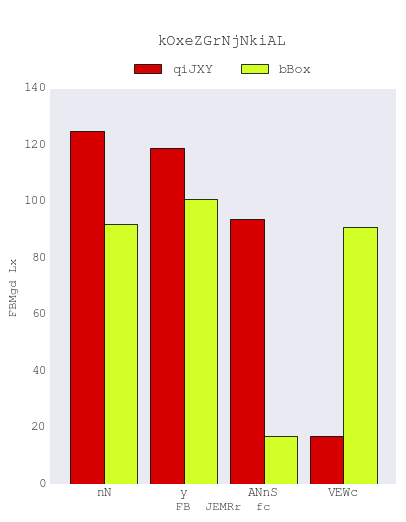 kOxeZGrNjNkiAL
qiJXY bBox
140
120
100
80
60
40
20
0
FBMgd Lx
nN y ANnS VEWc
FB JEMRr fc